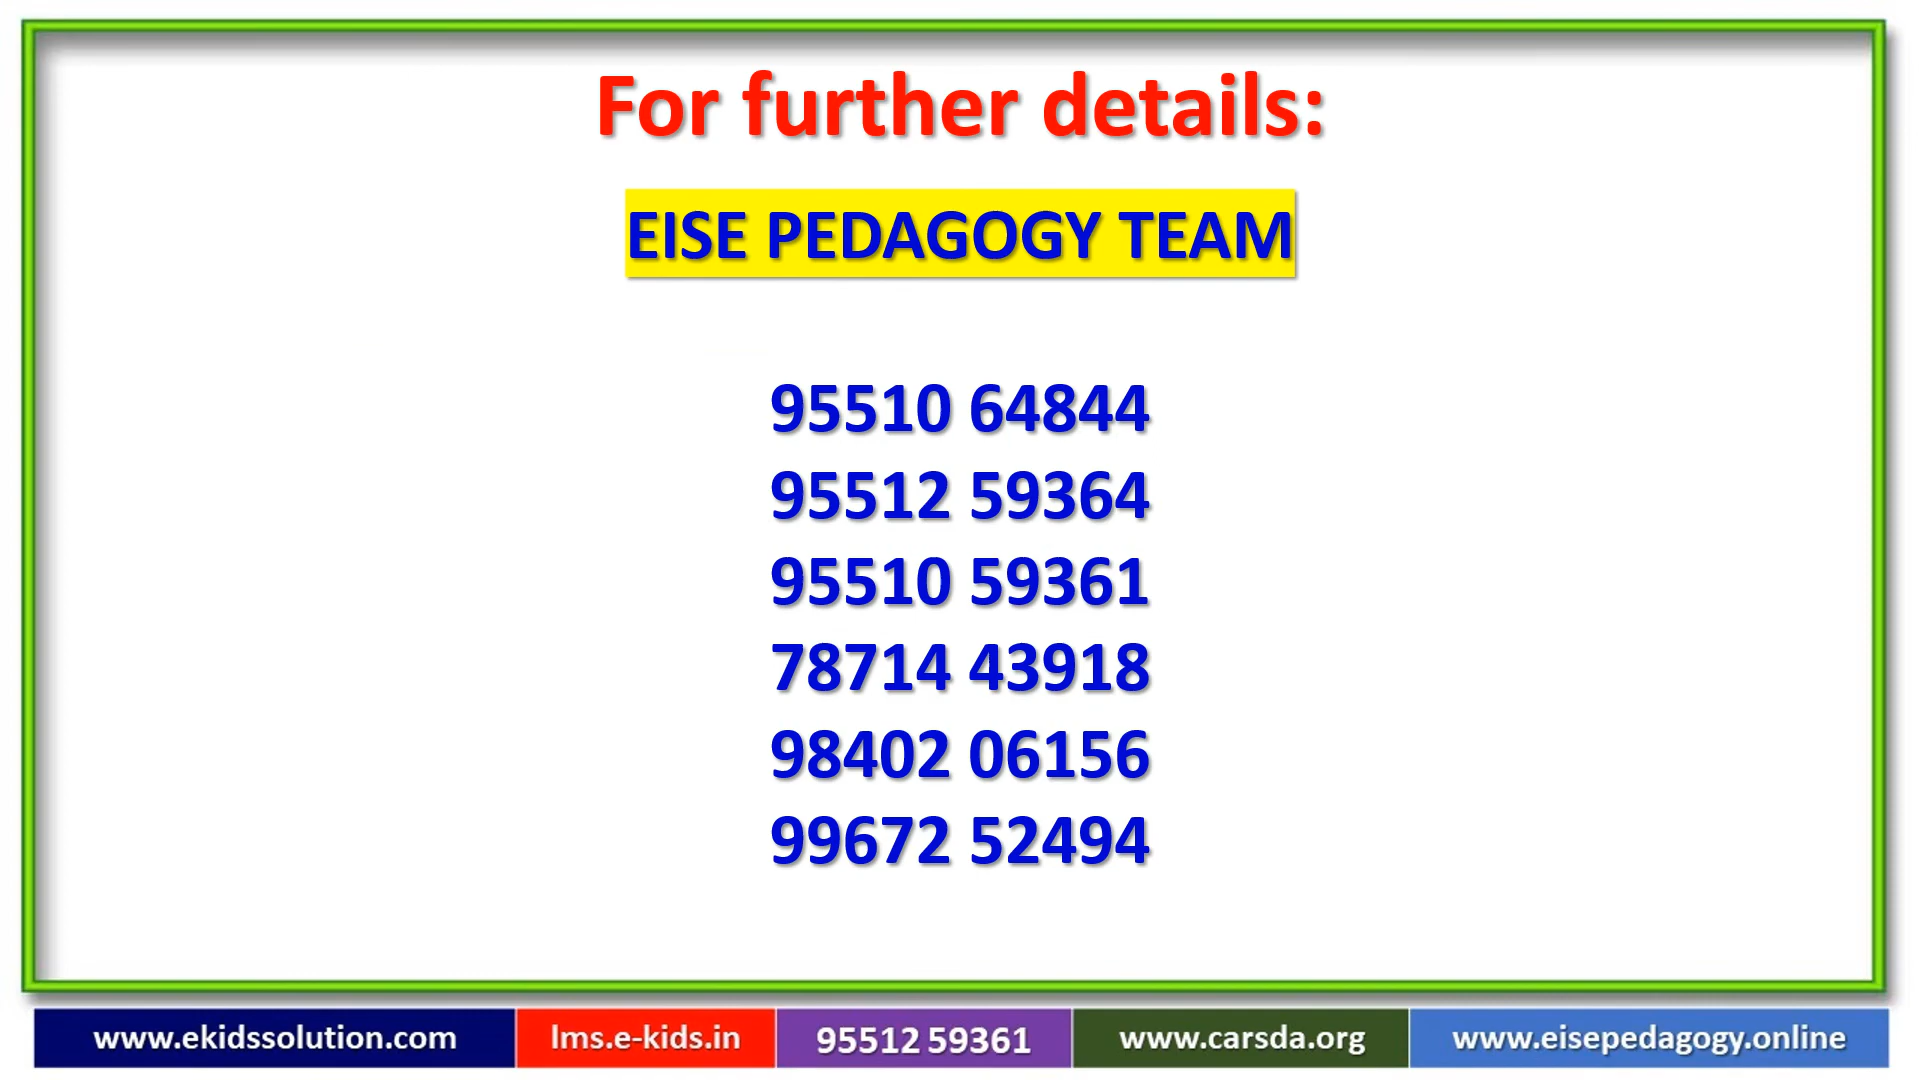 For further details:
EISE PEDAGOGY TEAM
95510 64844
95512 59364
95510 59361
78714 43918
98402 06156
99672 52494
www.ekidssolution.com lms.e-kids.in 95512 59361 www.carsda.org www.eisepedagogy.online